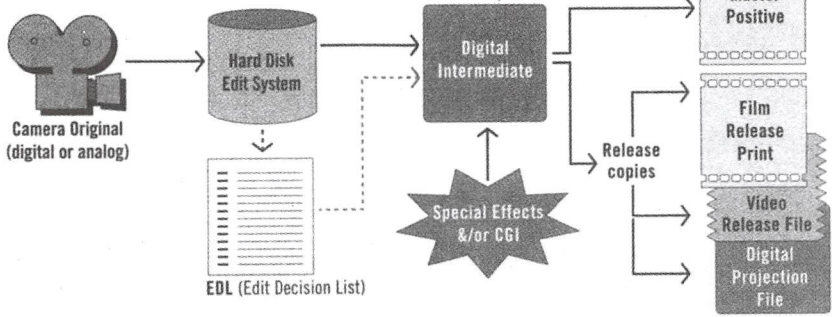 Positive
Hard Disk
Edit System
Digital
Intermediate
Camera Original
(digital or analog)
Film
Release
Print
Release
copies
Special Effects
&/or CGI
Video
Release File
Digital
Projection
File
EDL (Edit Decision List)